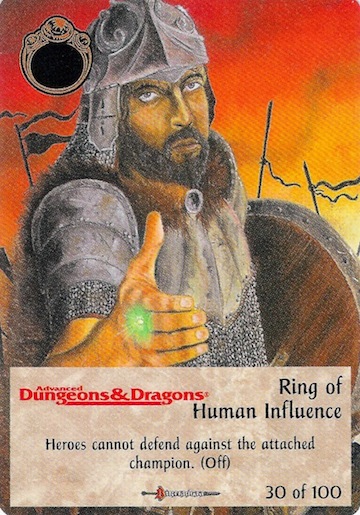 Advanced
Dungeons & Dragons®
Ring of
Human Influence
Heroes cannot defend against the attached
champion. (Off)
30 of 100